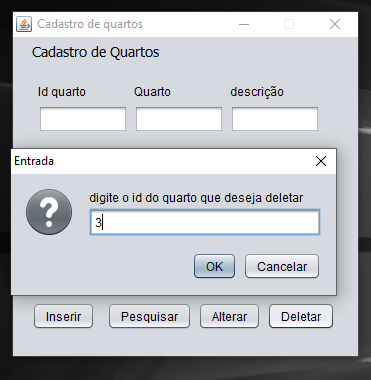 Cadastro de quartos
Cadastro de Quartos
Id quarto Quarto descrição
Entrada
digite o id do quarto que deseja deletar
3
OK Cancelar
Inserir Pesquisar Alterar Deletar